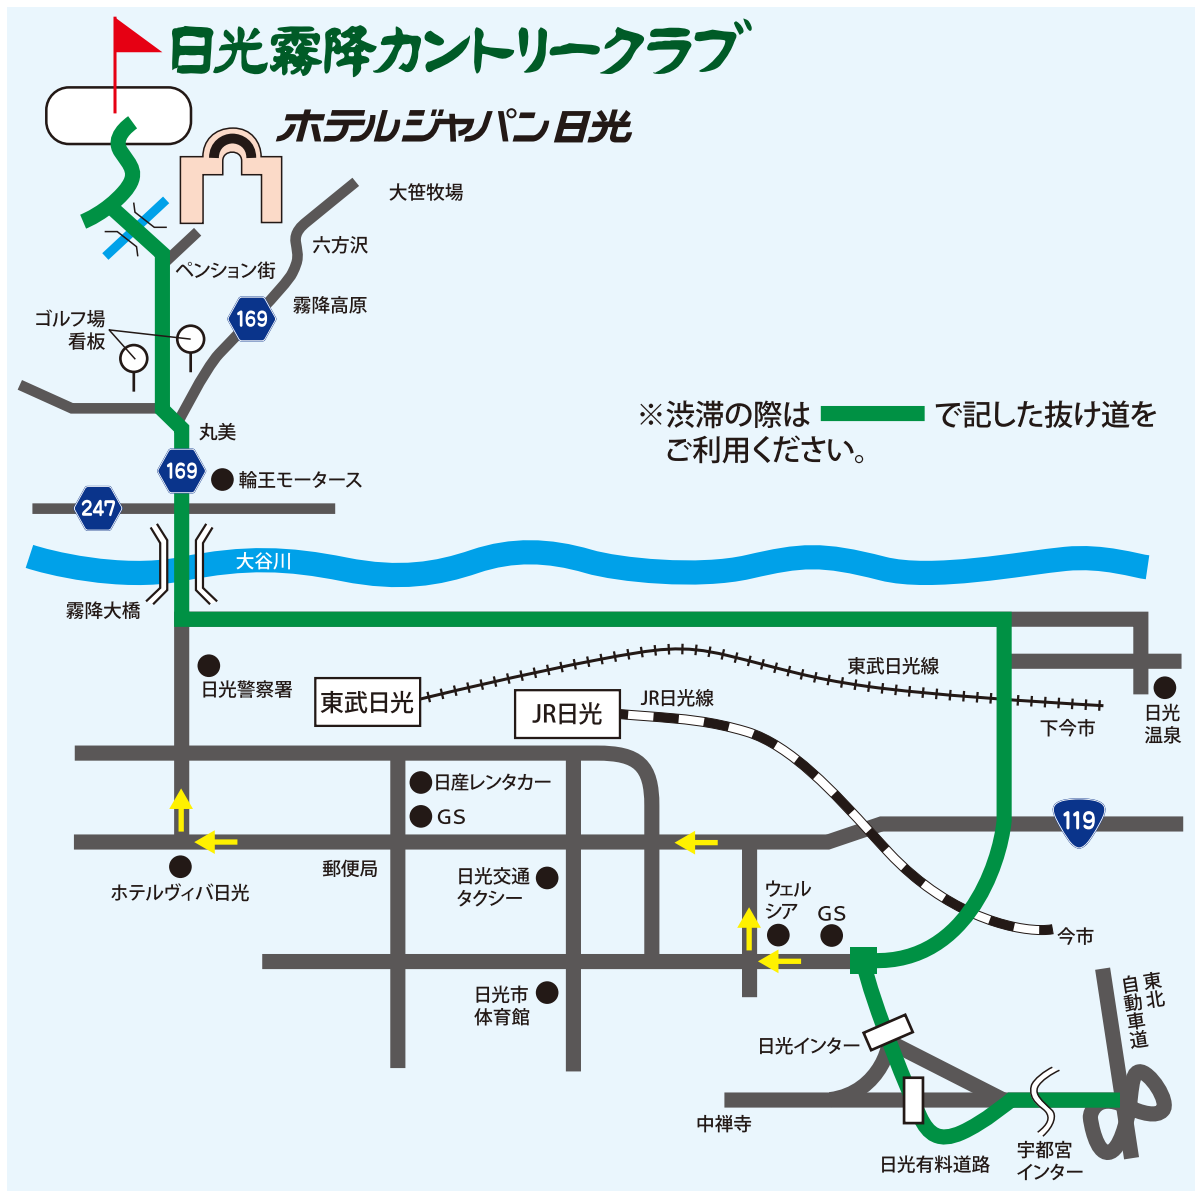 日光霧降カントリークラブ
ホテルジャパン日光
大笹牧場
六方沢
ペンション街
霧降高原
169
ゴルフ場
看板
※渋滞の際は で記した抜け道を
ご利用ください。
丸美
169
輪王モータース
247
大谷川
霧降大橋
日光警察署
東武日光
JR日光
JR日光線
東武日光線
下今市
日光
温泉
日産レンタカー
GS
119
郵便局
ホテルヴィバ日光
日光交通
タクシー
ウェル
シア
GS
今市
日光市
体育館
日光インター
東北
自動車道
中禅寺
日光有料道路
宇都宮
インター